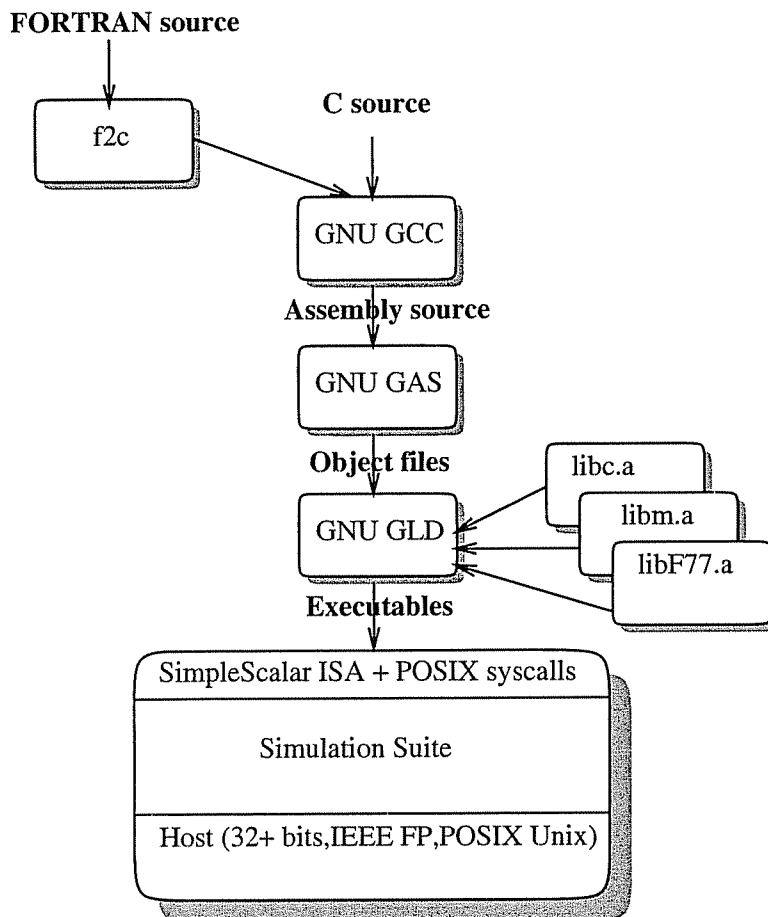 FORTRAN source
f2c
C source
GNU GCC
Assembly source
GNU GAS
Object files
libc.a
libm.a
GNU GLD
libF77.a
Executables
SimpleScalar ISA + POSIX syscalls
Simulation Suite
Host (32+ bits,IEEE FP,POSIX Unix)